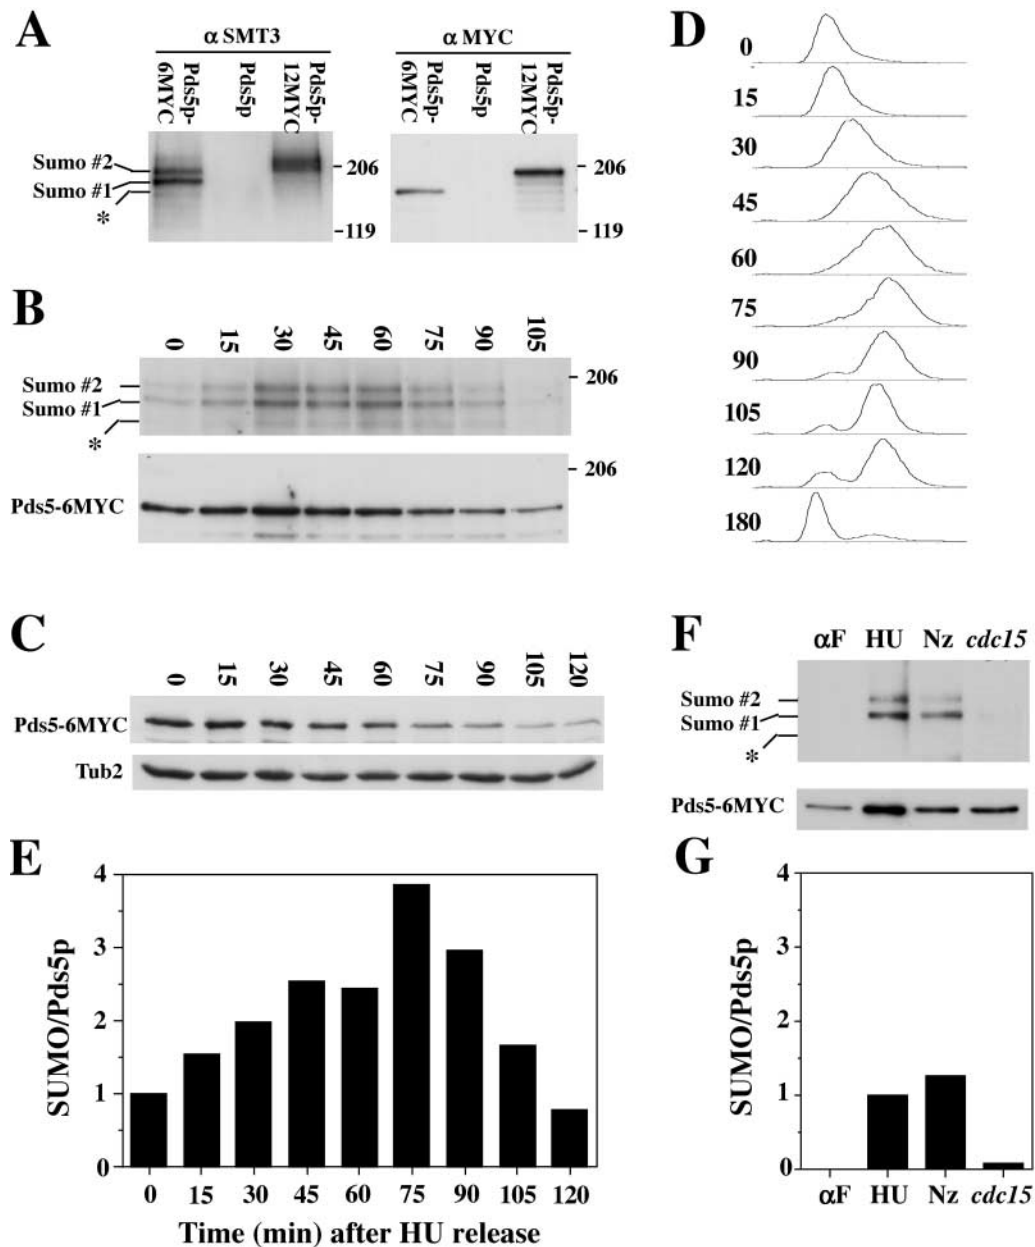 A
α SMT3
α MYC
Pds5p-
6MYC
Pds5p
Pds5p-
12MYC
Pds5p-
6MYC
Pds5p
Pds5p-
12MYC
Sumo #2
Sumo #1
*
206
119
206
119
B
0 15 30 45 60 75 90 105
Sumo #2
Sumo #1
*
206
Pds5-6MYC
206
C
0 15 30 45 60 75 90 105 120
Pds5-6MYC
Tub2
D
0
15
30
45
60
75
90
105
120
180
E
SUMO/Pds5p
4
3
2
1
0
0 15 30 45 60 75 90 105 120
Time (min) after HU release
F
αF HU Nz cdc15
Sumo #2
Sumo #1
*
Pds5-6MYC
G
SUMO/Pds5p
4
3
2
1
0
αF HU Nz cdc15